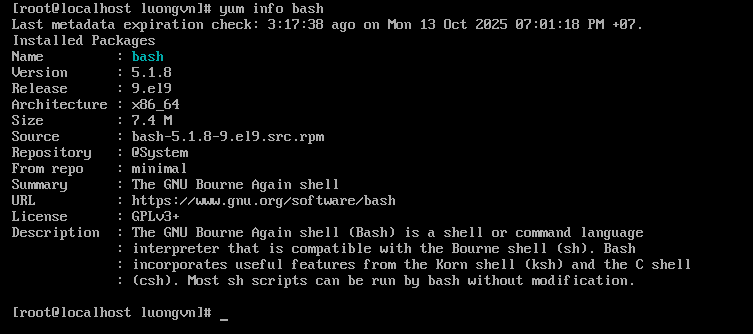 [root@localhost luongvn]# yum info bash
Last metadata expiration check: 3:17:38 ago on Mon 13 Oct 2025 07:01:18 PM +07.
Installed Packages
Name         : bash
Version      : 5.1.8
Release      : 9.el9
Architecture : x86_64
Size         : 7.4 M
Source       : bash-5.1.8-9.el9.src.rpm
Repository   : @System
From repo    : minimal
Summary      : The GNU Bourne Again shell
URL          : https://www.gnu.org/software/bash
License      : GPLv3+
Description  : The GNU Bourne Again shell (Bash) is a shell or command language
             : interpreter that is compatible with the Bourne shell (sh). Bash
             : incorporates useful features from the Korn shell (ksh) and the C shell
             : (csh). Most sh scripts can be run by bash without modification.
[root@localhost luongvn]# _